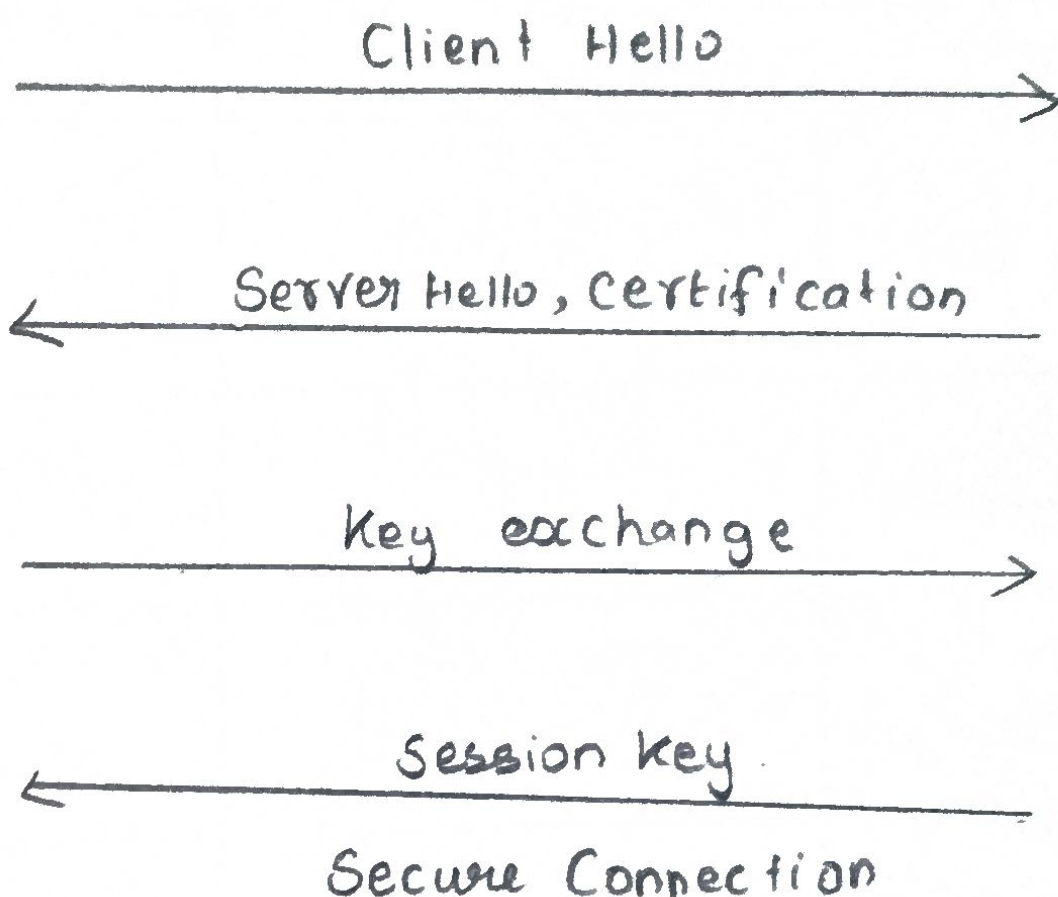 Client Hello
Server Hello, Certification
Key exchange
Session Key
Secure Connection